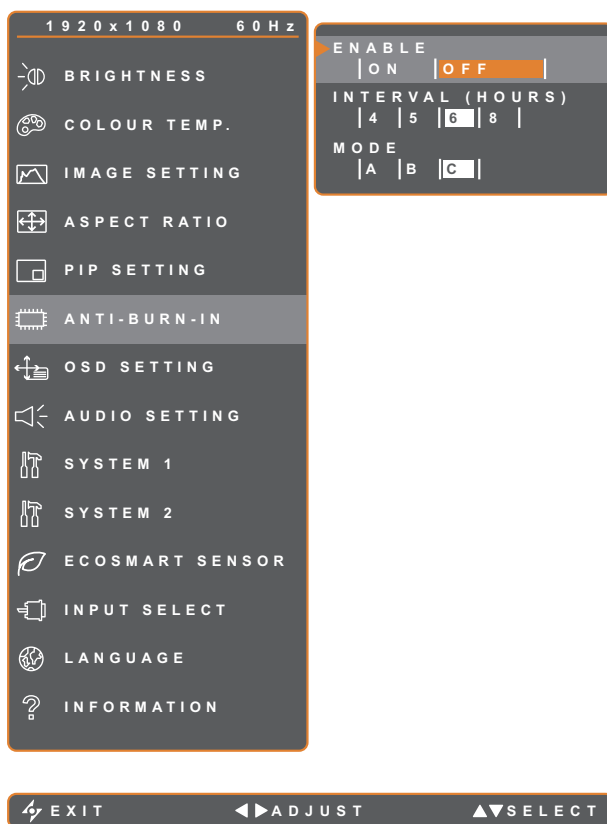 1920x1080 60Hz
BRIGHTNESS
COLOUR TEMP.
IMAGE SETTING
ASPECT RATIO
PIP SETTING
ANTI-BURN-IN
OSD SETTING
AUDIO SETTING
SYSTEM 1
SYSTEM 2
ECOSMART SENSOR
INPUT SELECT
LANGUAGE
INFORMATION
ENABLE
ON OFF
INTERVAL (HOURS)
4 5 6 8
MODE
A B C
EXIT ADJUST SELECT